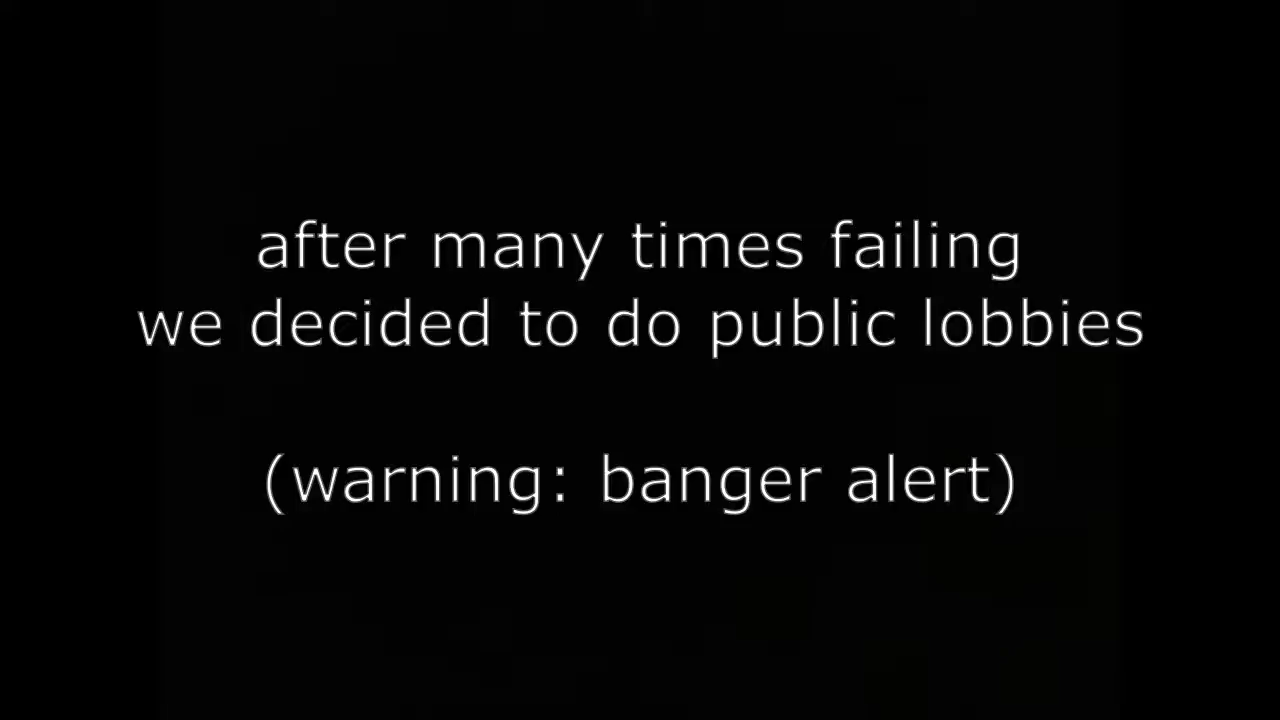 after many times failing
we decided to do public lobbies
(warning: banger alert)